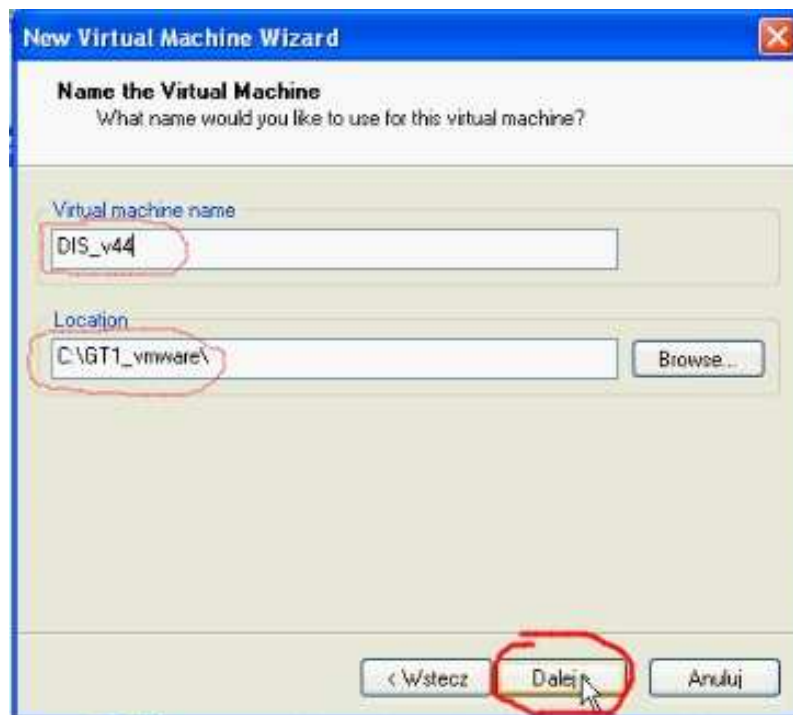 New Virtual Machine Wizard
Name the Virtual Machine
What name would you like to use for this virtual machine?
Virtual machine name
DIS_v44
Location
C:\GT1_vmware\
Browse...
< Wstecz
Dalej >
Anuluj